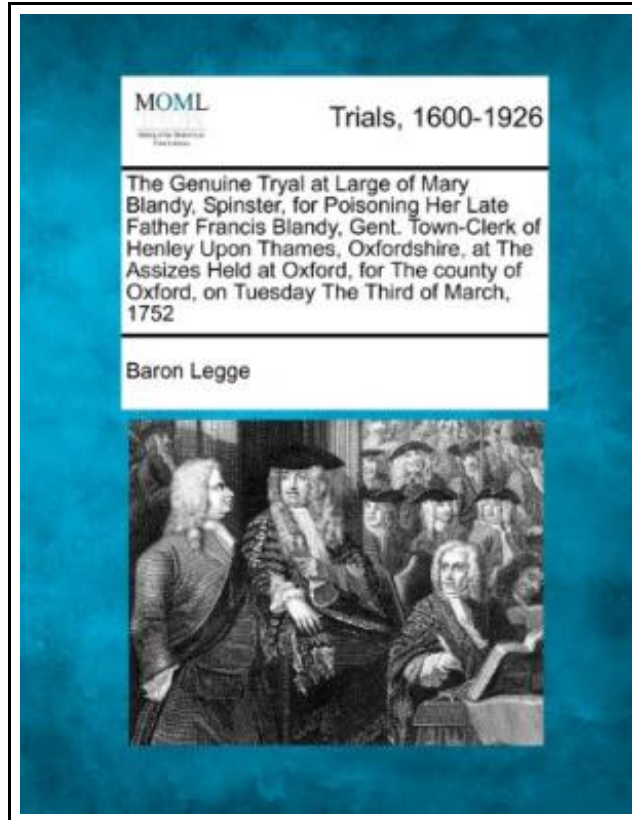 MOML
Trials, 1600-1926
The Genuine Tryal at Large of Mary
Blandy, Spinster, for Poisoning Her Late
Father Francis Blandy, Gent. Town-Clerk of
Henley Upon Thames, Oxfordshire, at The
Assizes Held at Oxford, for The county of
Oxford, on Tuesday The Third of March,
1752
Baron Legge